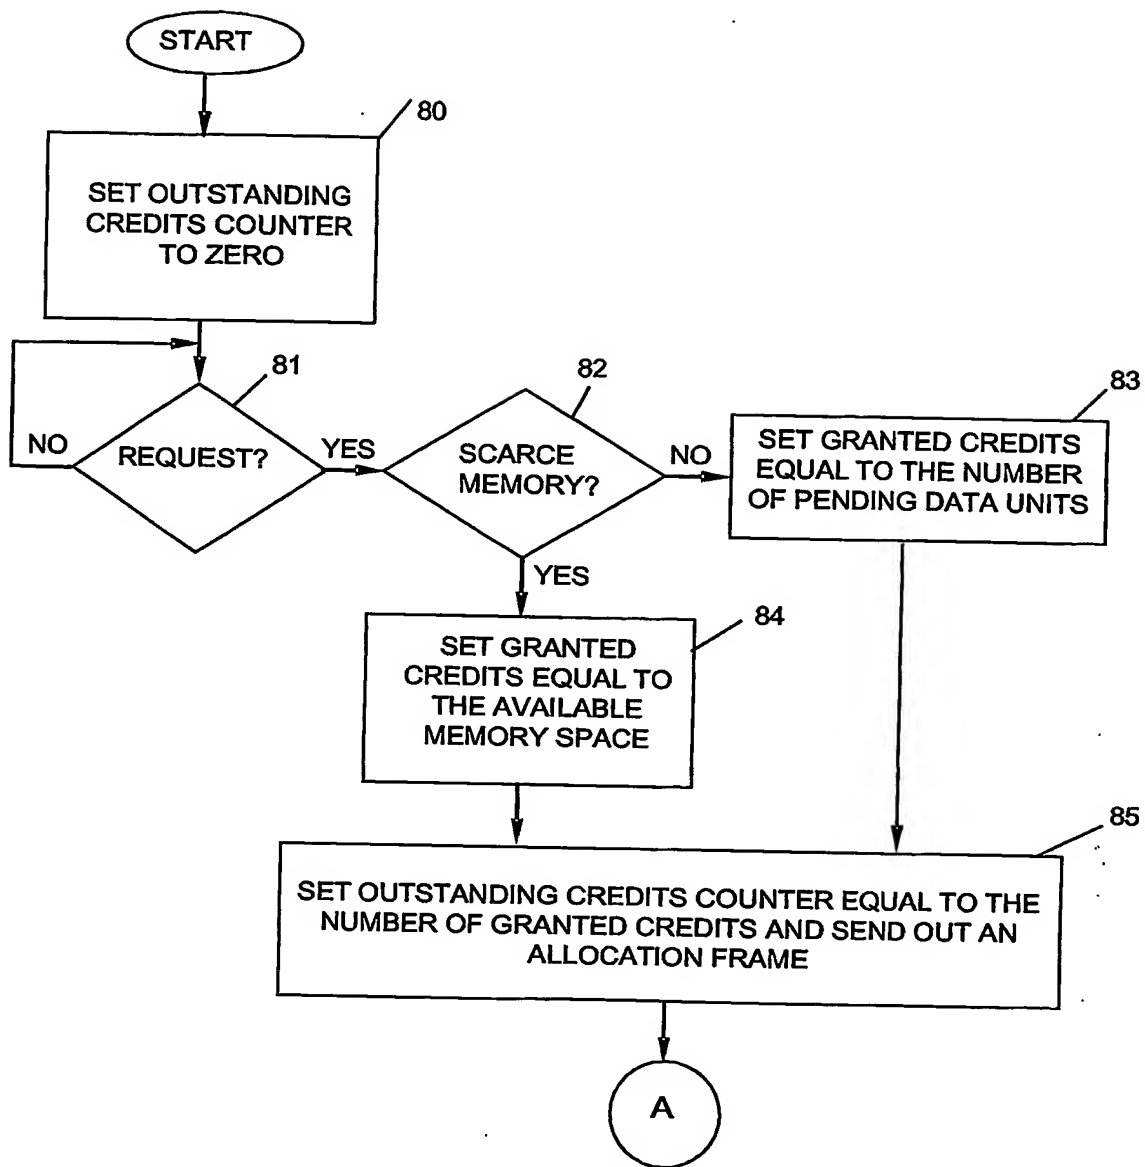 START
80
SET OUTSTANDING
CREDITS COUNTER
TO ZERO
81
REQUEST?
NO
YES
82
SCARCE
MEMORY?
NO
YES
83
SET GRANTED CREDITS
EQUAL TO THE NUMBER
OF PENDING DATA UNITS
84
SET GRANTED
CREDITS EQUAL TO
THE AVAILABLE
MEMORY SPACE
85
SET OUTSTANDING CREDITS COUNTER EQUAL TO THE
NUMBER OF GRANTED CREDITS AND SEND OUT AN
ALLOCATION FRAME
A